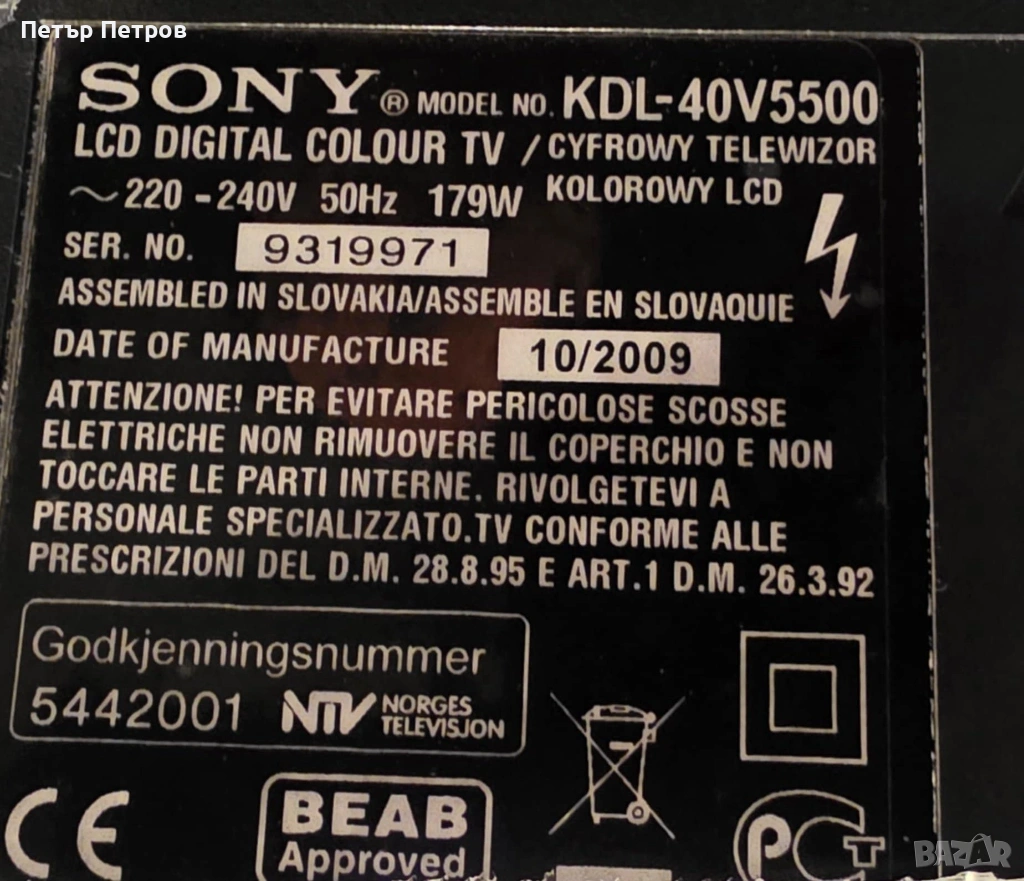 Петър Петров
SONY ® MODEL NO. KDL-40V5500
LCD DIGITAL COLOUR TV / CYFROWY TELEWIZOR
~220-240V 50Hz 179W KOLOROWY LCD
SER. NO. 9319971
ASSEMBLED IN SLOVAKIA/ASSEMBLE EN SLOVAQUIE
DATE OF MANUFACTURE 10/2009
ATTENZIONE! PER EVITARE PERICOLOSE SCOSSE
ELETTRICHE NON RIMUOVERE IL COPERCHIO E NON
TOCCARE LE PARTI INTERNE. RIVOLGETEVI A
PERSONALE SPECIALIZZATO.TV CONFORME ALLE
PRESCRIZIONI DEL D.M. 28.8.95 E ART.1 D.M. 26.3.92
Godkjenningsnummer
5442001 NTV NORGES
TELEVISJON
CE
BEAB
Approved
PCT
BAZAR